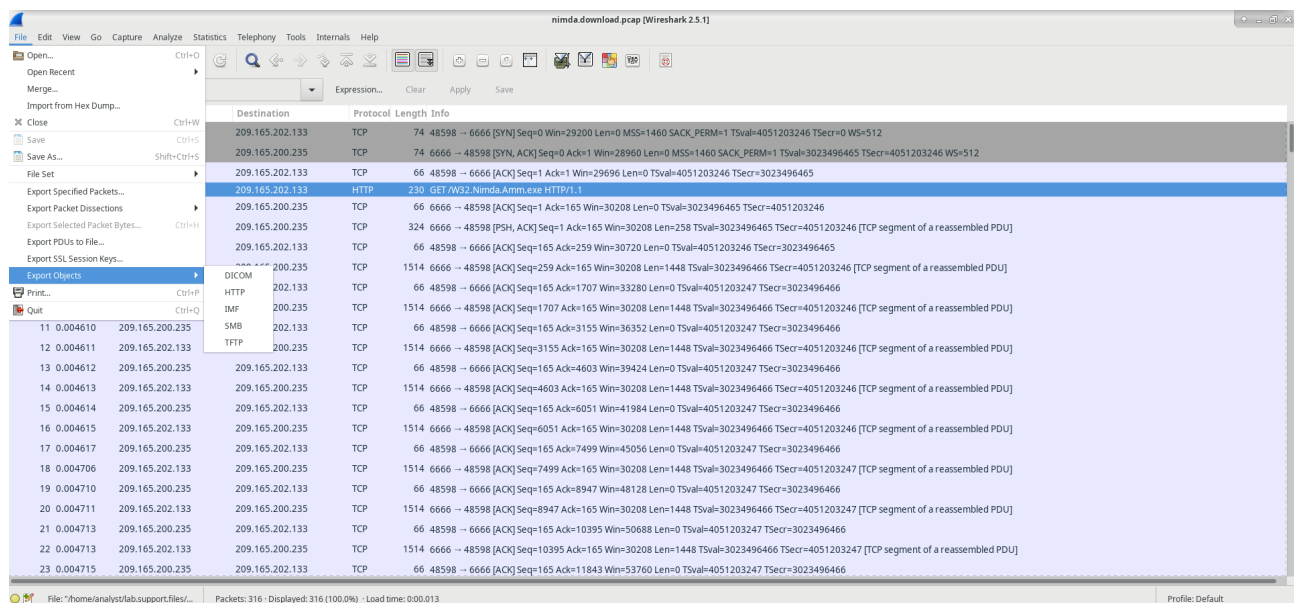 nimda.download.pcap [Wireshark 2.5.1]
File Edit View Go Capture Analyze Statistics Telephony Tools Internals Help
Open... Ctrl+O
Open Recent
Merge...
Import from Hex Dump...
Close Ctrl+W
Save Ctrl+S
Save As... Shift+Ctrl+S
File Set
Export Specified Packets...
Export Packet Dissections
Export Selected Packet Bytes... Ctrl+H
Export PDUs to File...
Export SSL Session Keys...
Export Objects
Print... Ctrl+P
Quit Ctrl+Q
DICOM
HTTP
IMF
SMB
TFTP
Expression... Clear Apply Save
Destination Protocol Length Info
209.165.202.133 TCP 74 48598 → 6666 [SYN] Seq=0 Win=29200 Len=0 MSS=1460 SACK_PERM=1 TSval=4051203246 TSecr=0 WS=512
209.165.200.235 TCP 74 6666 → 48598 [SYN, ACK] Seq=0 Ack=1 Win=28960 Len=0 MSS=1460 SACK_PERM=1 TSval=3023496465 TSecr=4051203246 WS=512
209.165.202.133 TCP 66 48598 → 6666 [ACK] Seq=1 Ack=1 Win=29696 Len=0 TSval=4051203246 TSecr=3023496465
209.165.202.133 HTTP 230 GET /W32.Nimda.Amm.exe HTTP/1.1
209.165.200.235 TCP 66 6666 → 48598 [ACK] Seq=1 Ack=165 Win=30208 Len=0 TSval=3023496465 TSecr=4051203246
209.165.200.235 TCP 324 6666 → 48598 [PSH, ACK] Seq=1 Ack=165 Win=30208 Len=258 TSval=3023496465 TSecr=4051203246 [TCP segment of a reassembled PDU]
209.165.202.133 TCP 66 48598 → 6666 [ACK] Seq=165 Ack=259 Win=30720 Len=0 TSval=4051203246 TSecr=3023496465
200.235 TCP 1514 6666 → 48598 [ACK] Seq=259 Ack=165 Win=30208 Len=1448 TSval=3023496466 TSecr=4051203246 [TCP segment of a reassembled PDU]
202.133 TCP 66 48598 → 6666 [ACK] Seq=165 Ack=1707 Win=33280 Len=0 TSval=4051203247 TSecr=3023496466
200.235 TCP 1514 6666 → 48598 [ACK] Seq=1707 Ack=165 Win=30208 Len=1448 TSval=3023496466 TSecr=4051203246 [TCP segment of a reassembled PDU]
11 0.004610 209.165.200.235 202.133 TCP 66 48598 → 6666 [ACK] Seq=165 Ack=3155 Win=36352 Len=0 TSval=4051203247 TSecr=3023496466
12 0.004611 209.165.202.133 200.235 TCP 1514 6666 → 48598 [ACK] Seq=3155 Ack=165 Win=30208 Len=1448 TSval=3023496466 TSecr=4051203246 [TCP segment of a reassembled PDU]
13 0.004612 209.165.200.235 209.165.202.133 TCP 66 48598 → 6666 [ACK] Seq=165 Ack=4603 Win=39424 Len=0 TSval=4051203247 TSecr=3023496466
14 0.004613 209.165.202.133 209.165.200.235 TCP 1514 6666 → 48598 [ACK] Seq=4603 Ack=165 Win=30208 Len=1448 TSval=3023496466 TSecr=4051203246 [TCP segment of a reassembled PDU]
15 0.004614 209.165.200.235 209.165.202.133 TCP 66 48598 → 6666 [ACK] Seq=165 Ack=6051 Win=41984 Len=0 TSval=4051203247 TSecr=3023496466
16 0.004615 209.165.202.133 209.165.200.235 TCP 1514 6666 → 48598 [ACK] Seq=6051 Ack=165 Win=30208 Len=1448 TSval=3023496466 TSecr=4051203246 [TCP segment of a reassembled PDU]
17 0.004617 209.165.200.235 209.165.202.133 TCP 66 48598 → 6666 [ACK] Seq=165 Ack=7499 Win=45056 Len=0 TSval=4051203247 TSecr=3023496466
18 0.004706 209.165.202.133 209.165.200.235 TCP 1514 6666 → 48598 [ACK] Seq=7499 Ack=165 Win=30208 Len=1448 TSval=3023496466 TSecr=4051203247 [TCP segment of a reassembled PDU]
19 0.004710 209.165.200.235 209.165.202.133 TCP 66 48598 → 6666 [ACK] Seq=165 Ack=8947 Win=48128 Len=0 TSval=4051203247 TSecr=3023496466
20 0.004711 209.165.202.133 209.165.200.235 TCP 1514 6666 → 48598 [ACK] Seq=8947 Ack=165 Win=30208 Len=1448 TSval=3023496466 TSecr=4051203247 [TCP segment of a reassembled PDU]
21 0.004713 209.165.200.235 209.165.202.133 TCP 66 48598 → 6666 [ACK] Seq=165 Ack=10395 Win=50688 Len=0 TSval=4051203247 TSecr=3023496466
22 0.004713 209.165.202.133 209.165.200.235 TCP 1514 6666 → 48598 [ACK] Seq=10395 Ack=165 Win=30208 Len=1448 TSval=3023496466 TSecr=4051203247 [TCP segment of a reassembled PDU]
23 0.004715 209.165.200.235 209.165.202.133 TCP 66 48598 → 6666 [ACK] Seq=165 Ack=11843 Win=53760 Len=0 TSval=4051203247 TSecr=3023496466
File: "/home/analyst/lab.support.files/... Packets: 316 · Displayed: 316 (100.0%) · Load time: 0:00.013 Profile: Default